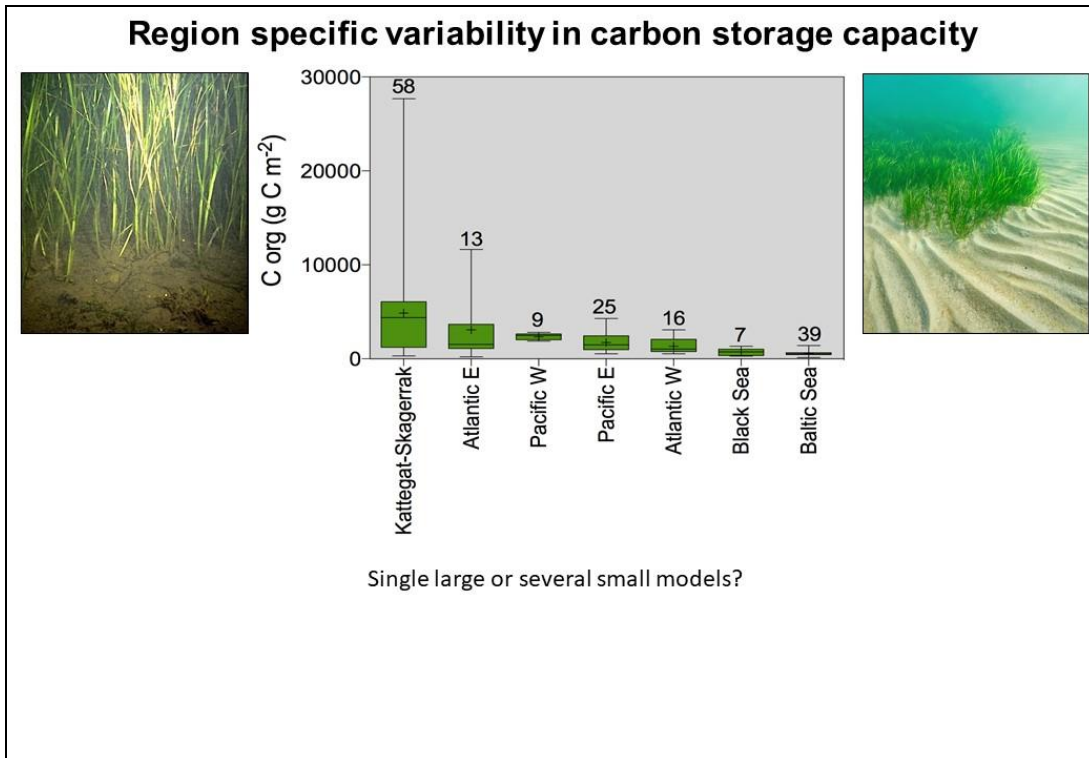 Region specific variability in carbon storage capacity
30000
20000
10000
0
C org (g C m-2)
58
13
9
25
16
7
39
Kattegat-Skagerrak
Atlantic E
Pacific W
Pacific E
Atlantic W
Black Sea
Baltic Sea
Single large or several small models?